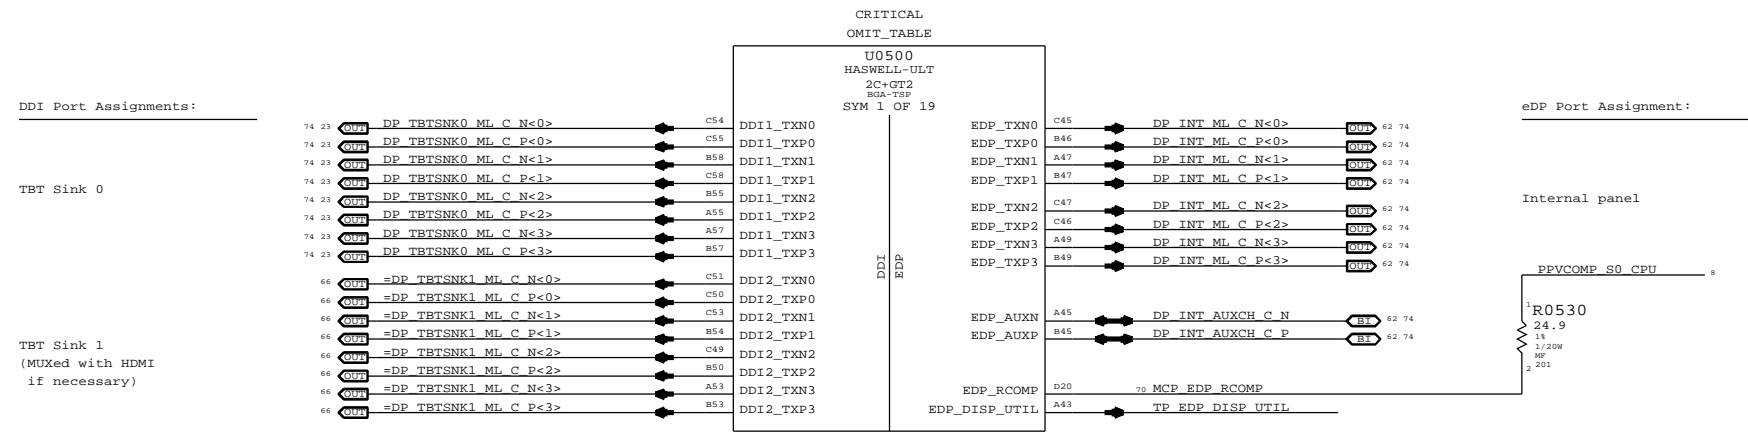 CRITICAL
OMIT_TABLE
U0500
HASWELL-ULT
2C+GT2
BGA-TSP
SYM 1 OF 19
DDI Port Assignments:
eDP Port Assignment:
74 23 OUT DP_TBTSNK0_ML_C_N<0> C54 DDI1_TXN0
74 23 OUT DP_TBTSNK0_ML_C_P<0> C55 DDI1_TXP0
74 23 OUT DP_TBTSNK0_ML_C_N<1> B58 DDI1_TXN1
74 23 OUT DP_TBTSNK0_ML_C_P<1> C58 DDI1_TXP1
TBT Sink 0
74 23 OUT DP_TBTSNK0_ML_C_N<2> B55 DDI1_TXN2
74 23 OUT DP_TBTSNK0_ML_C_P<2> A55 DDI1_TXP2
74 23 OUT DP_TBTSNK0_ML_C_N<3> A57 DDI1_TXN3
74 23 OUT DP_TBTSNK0_ML_C_P<3> B57 DDI1_TXP3
66 OUT =DP_TBTSNK1_ML_C_N<0> C51 DDI2_TXN0
66 OUT =DP_TBTSNK1_ML_C_P<0> C50 DDI2_TXP0
66 OUT =DP_TBTSNK1_ML_C_N<1> C53 DDI2_TXN1
66 OUT =DP_TBTSNK1_ML_C_P<1> B54 DDI2_TXP1
TBT Sink 1
(MUXed with HDMI
if necessary)
66 OUT =DP_TBTSNK1_ML_C_N<2> C49 DDI2_TXN2
66 OUT =DP_TBTSNK1_ML_C_P<2> B50 DDI2_TXP2
66 OUT =DP_TBTSNK1_ML_C_N<3> A53 DDI2_TXN3
66 OUT =DP_TBTSNK1_ML_C_P<3> B53 DDI2_TXP3
DDI
EDP
EDP_TXN0 C45 DP_INT_ML_C_N<0> OUT 62 74
EDP_TXP0 B46 DP_INT_ML_C_P<0> OUT 62 74
EDP_TXN1 A47 DP_INT_ML_C_N<1> OUT 62 74
EDP_TXP1 B47 DP_INT_ML_C_P<1> OUT 62 74
EDP_TXN2 C47 DP_INT_ML_C_N<2> OUT 62 74
EDP_TXP2 C46 DP_INT_ML_C_P<2> OUT 62 74
EDP_TXN3 A49 DP_INT_ML_C_N<3> OUT 62 74
EDP_TXP3 B49 DP_INT_ML_C_P<3> OUT 62 74
Internal panel
EDP_AUXN A45 DP_INT_AUXCH_C_N BI 62 74
EDP_AUXP B45 DP_INT_AUXCH_C_P BI 62 74
EDP_RCOMP D20 70 MCP_EDP_RCOMP
EDP_DISP_UTIL A43 TP_EDP_DISP_UTIL
PPVCOMP_S0_CPU 8
1
R0530
24.9
1%
1/20W
MF
201
2